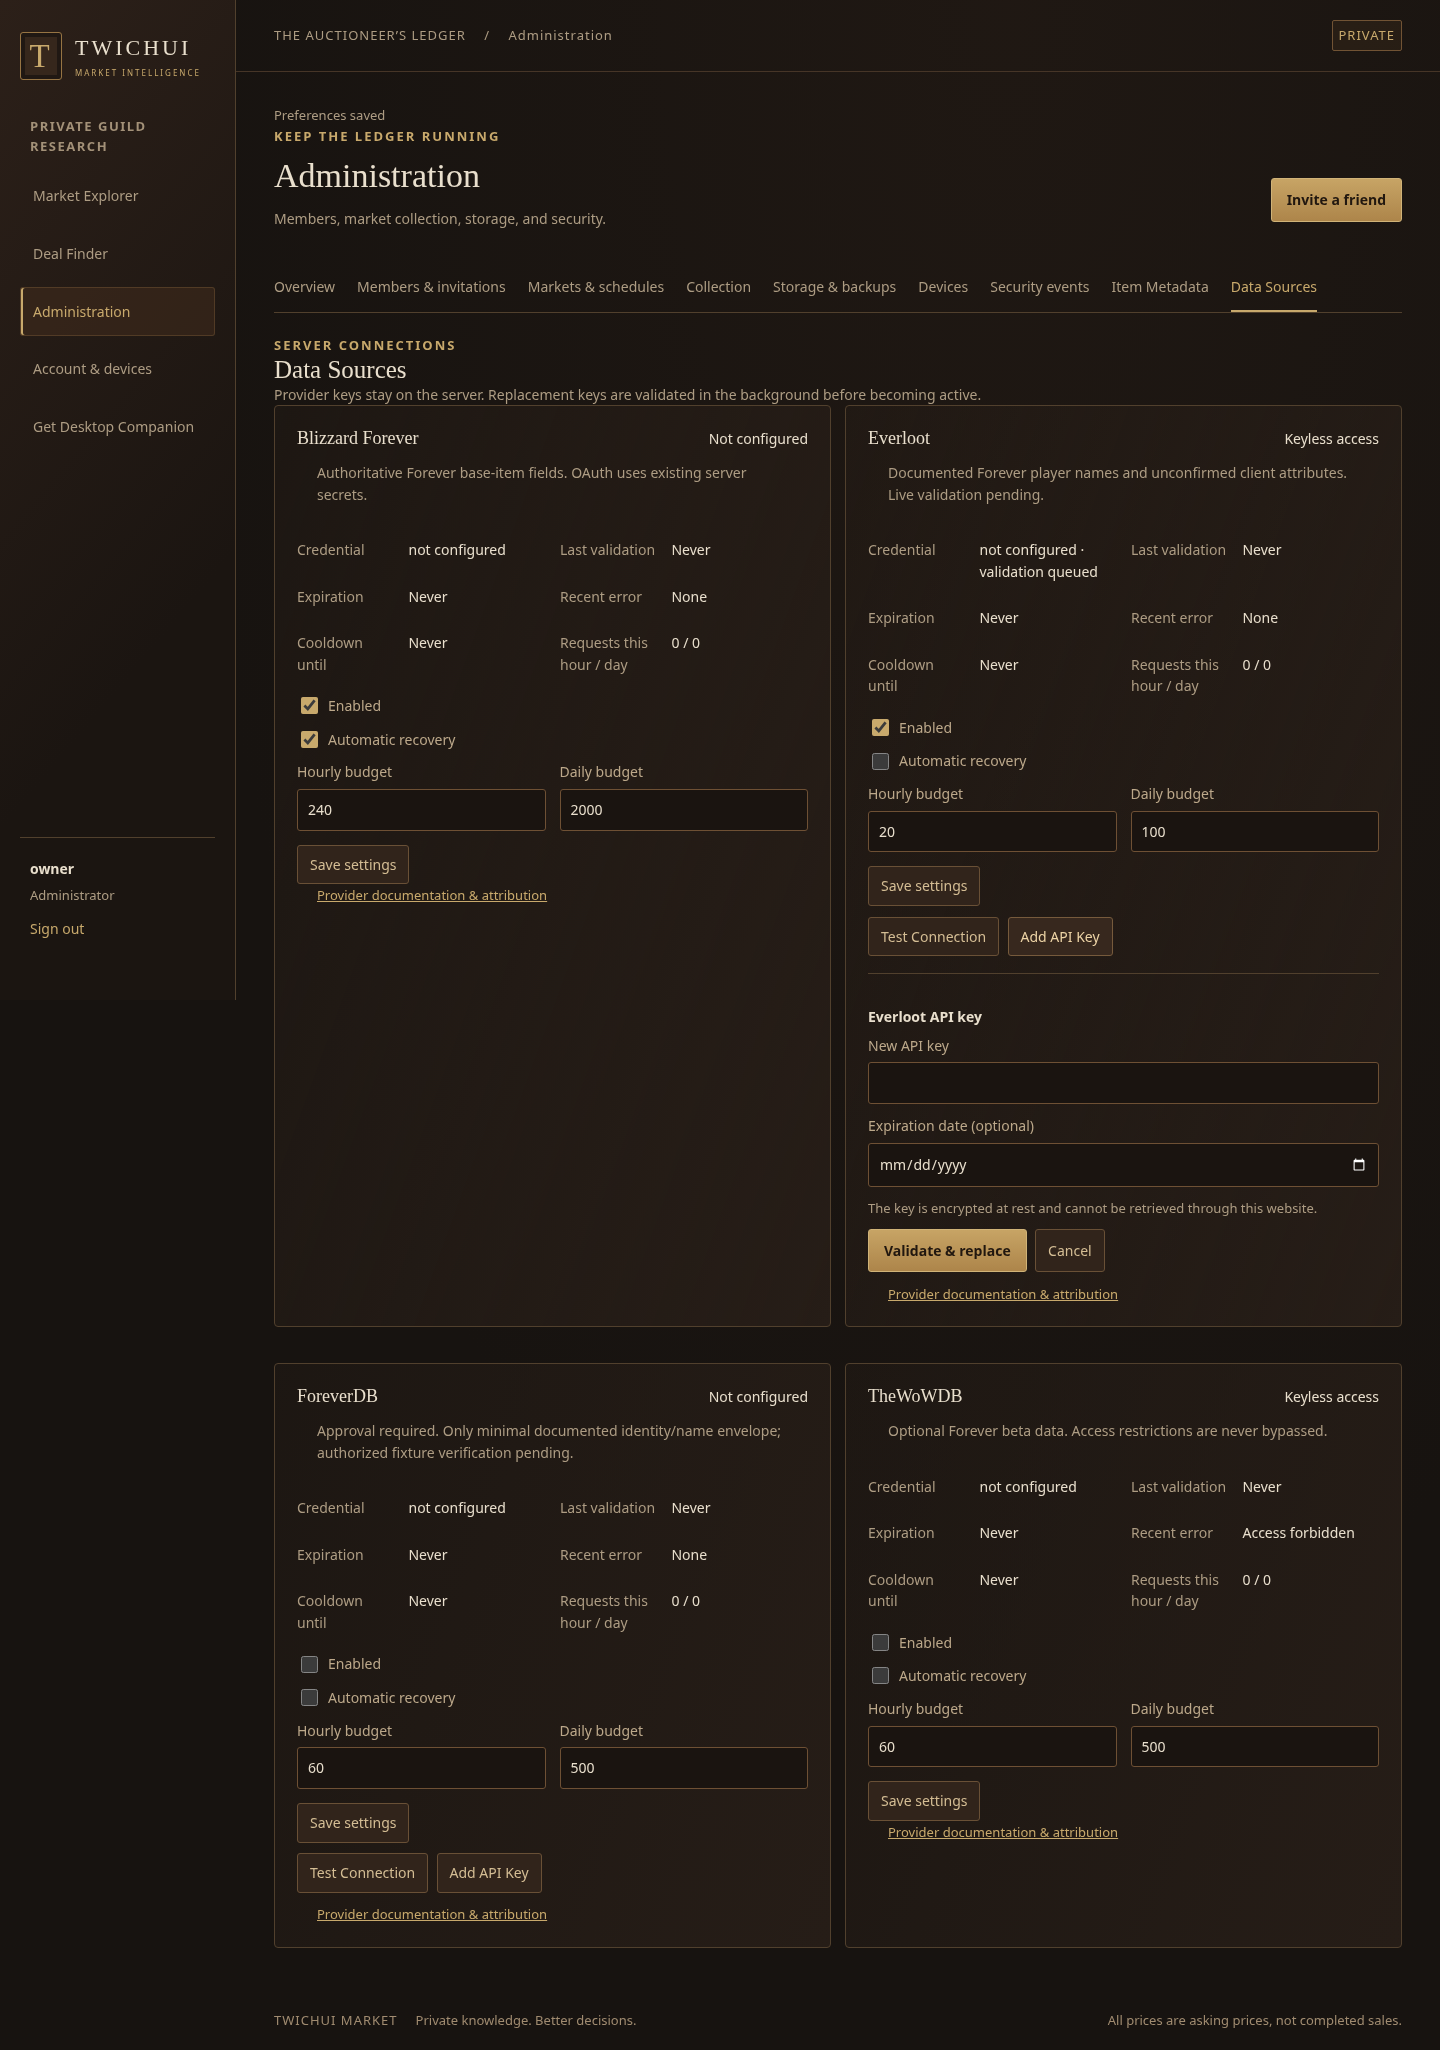 T
TWICHUI
MARKET INTELLIGENCE
PRIVATE GUILD
RESEARCH
Market Explorer
Deal Finder
Administration
Account & devices
Get Desktop Companion
owner
Administrator
Sign out
THE AUCTIONEER’S LEDGER / Administration
PRIVATE
Preferences saved
KEEP THE LEDGER RUNNING
Administration
Members, market collection, storage, and security.
Invite a friend
Overview Members & invitations Markets & schedules Collection Storage & backups Devices Security events Item Metadata Data Sources
SERVER CONNECTIONS
Data Sources
Provider keys stay on the server. Replacement keys are validated in the background before becoming active.
Blizzard Forever Not configured
Authoritative Forever base-item fields. OAuth uses existing server
secrets.
Credential not configured Last validation Never
Expiration Never Recent error None
Cooldown Never Requests this 0 / 0
until hour / day
Enabled
Automatic recovery
Hourly budget Daily budget
240 2000
Save settings
Provider documentation & attribution
Everloot Keyless access
Documented Forever player names and unconfirmed client attributes.
Live validation pending.
Credential not configured · Last validation Never
validation queued
Expiration Never Recent error None
Cooldown Never Requests this 0 / 0
until hour / day
Enabled
Automatic recovery
Hourly budget Daily budget
20 100
Save settings
Test Connection Add API Key
Everloot API key
New API key
Expiration date (optional)
mm/dd/yyyy
The key is encrypted at rest and cannot be retrieved through this website.
Validate & replace Cancel
Provider documentation & attribution
ForeverDB Not configured
Approval required. Only minimal documented identity/name envelope;
authorized fixture verification pending.
Credential not configured Last validation Never
Expiration Never Recent error None
Cooldown Never Requests this 0 / 0
until hour / day
Enabled
Automatic recovery
Hourly budget Daily budget
60 500
Save settings
Test Connection Add API Key
Provider documentation & attribution
TheWoWDB Keyless access
Optional Forever beta data. Access restrictions are never bypassed.
Credential not configured Last validation Never
Expiration Never Recent error Access forbidden
Cooldown Never Requests this 0 / 0
until hour / day
Enabled
Automatic recovery
Hourly budget Daily budget
60 500
Save settings
Provider documentation & attribution
TWICHUI MARKET Private knowledge. Better decisions.
All prices are asking prices, not completed sales.